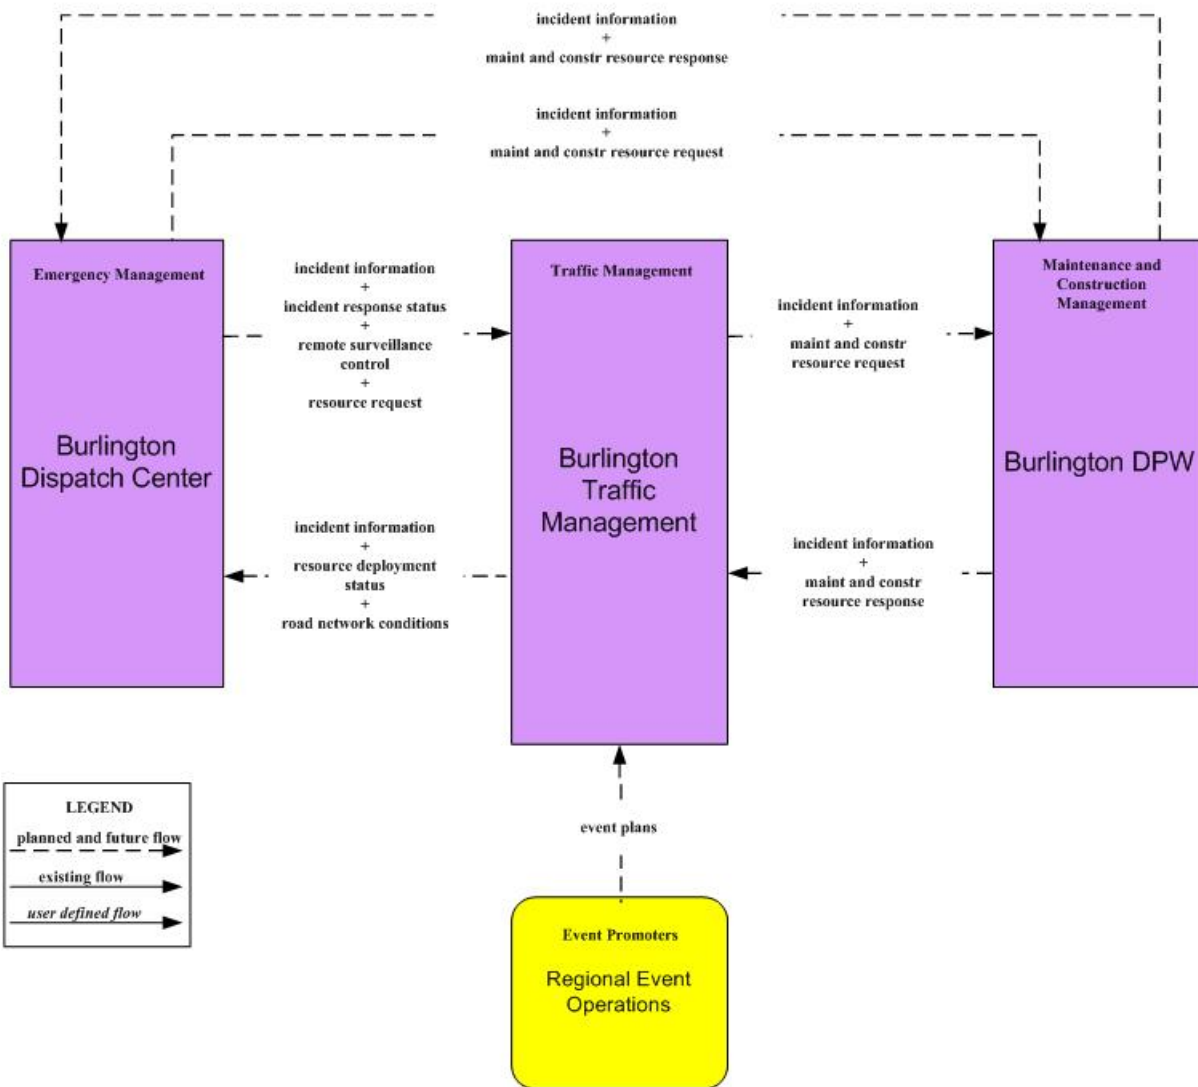 incident information
+
maint and constr resource response
incident information
+
maint and constr resource request
Emergency Management
Burlington
Dispatch Center
incident information
+
incident response status
+
remote surveillance
control
+
resource request
incident information
+
resource deployment
status
+
road network conditions
Traffic Management
Burlington
Traffic
Management
incident information
+
maint and constr
resource request
incident information
+
maint and constr
resource response
Maintenance and
Construction
Management
Burlington DPW
event plans
Event Promoters
Regional Event
Operations
LEGEND
planned and future flow
existing flow
user defined flow